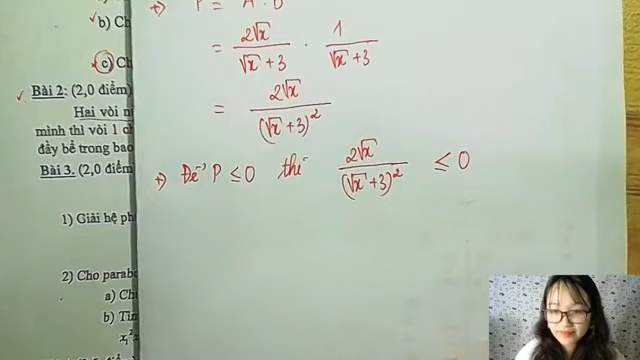 b) Ch
c) Ch
Bài 2: (2,0 điểm)
Hai vòi n
mình thì vòi 1 c
đầy bể trong bao
Bài 3. (2,0 điểm
1) Giải hệ ph
2) Cho parabo
a) Ch
b) Tìn
+) P = A . B
= 2√x / (√x + 3) . 1 / (√x + 3)
= 2√x / (√x + 3)²
+) Để P ≤ 0 thì 2√x / (√x + 3)² ≤ 0